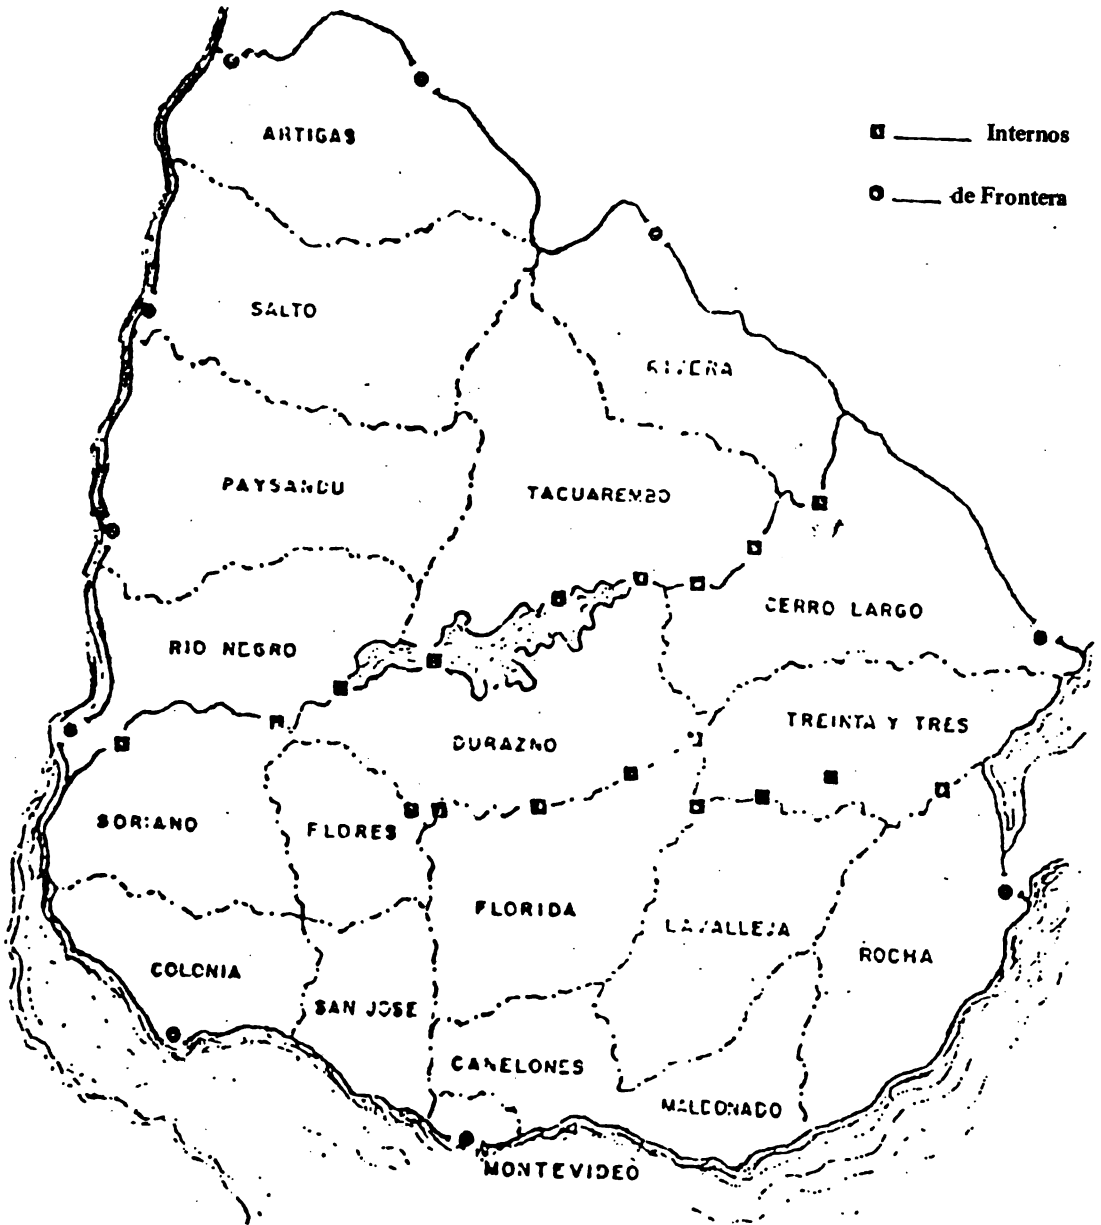 ARTIGAS
Internos
de Frontera
SALTO
RIVERA
PAYSANDU
TACUAREMBO
CERRO LARGO
RIO NEGRO
TREINTA Y TRES
DURAZNO
SORIANO
FLORES
FLORIDA
LAVALLEJA
ROCHA
COLONIA
SAN JOSE
CANELONES
MALDONADO
MONTEVIDEO